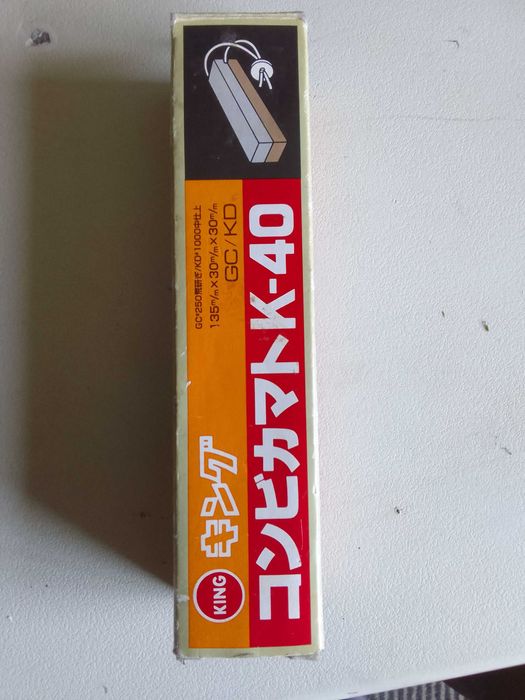 KING
キング
GC#250荒研ぎ/KD#1000中仕上
135m/m×30m/m×30m/m
GC/KD
コンビカマトK-40